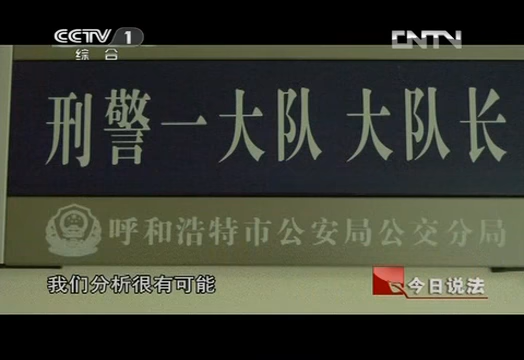 CCTV 1
综合
CNTV
刑警一大队 大队长
呼和浩特市公安局公交分局
我们分析很有可能
今日说法